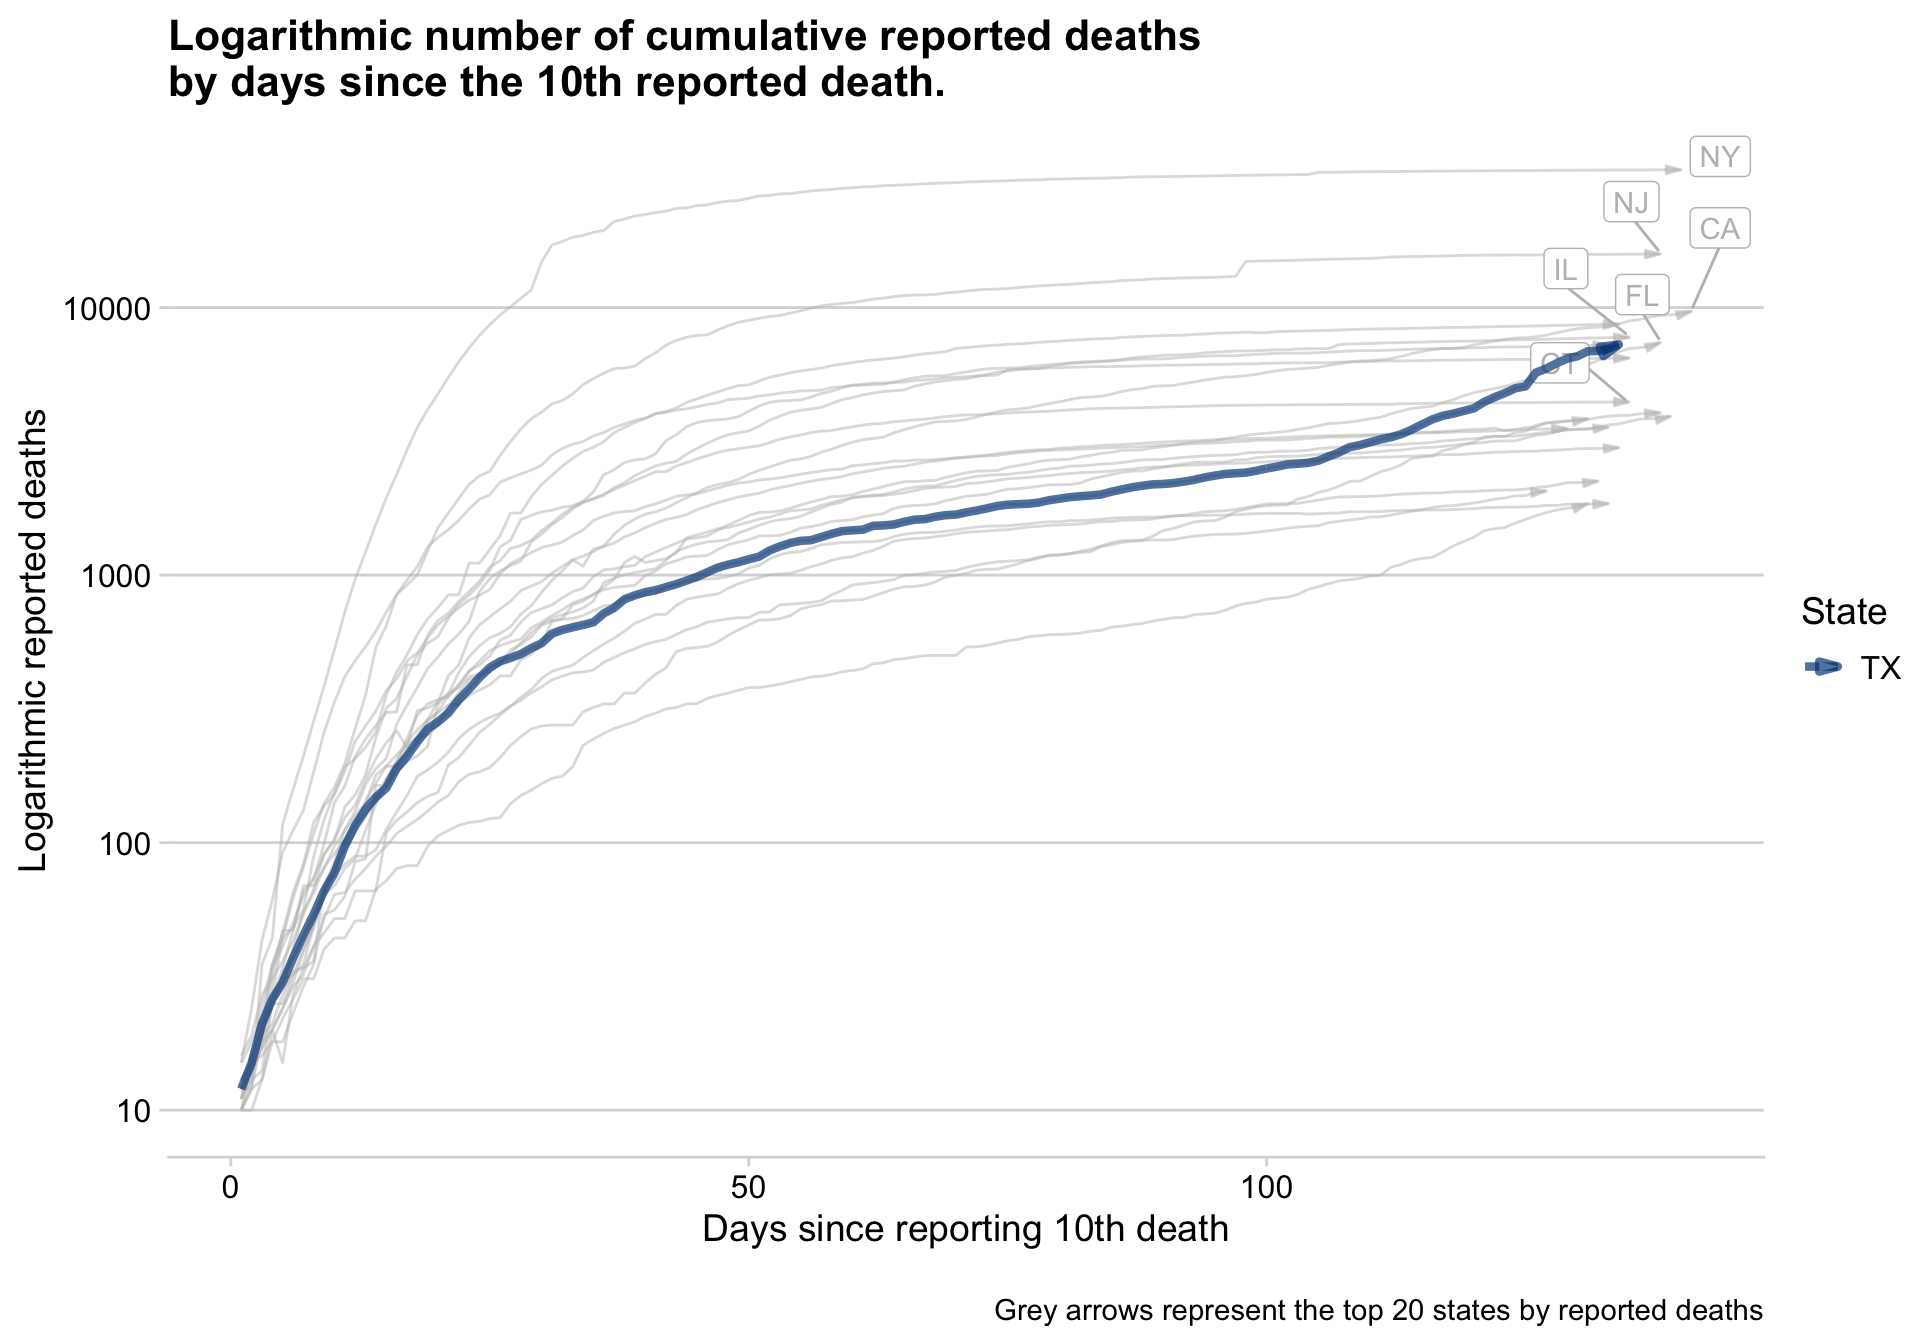 Logarithmic number of cumulative reported deaths
by days since the 10th reported death.
NY
NJ
CA
IL
FL
CT
10000
1000
100
10
Logarithmic reported deaths
0
50
100
Days since reporting 10th death
State
TX
Grey arrows represent the top 20 states by reported deaths